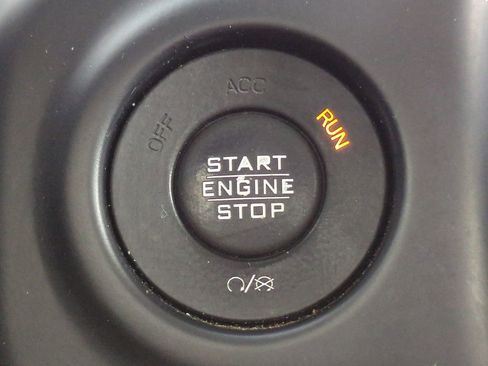 OFF
ACC
RUN
START
ENGINE
STOP